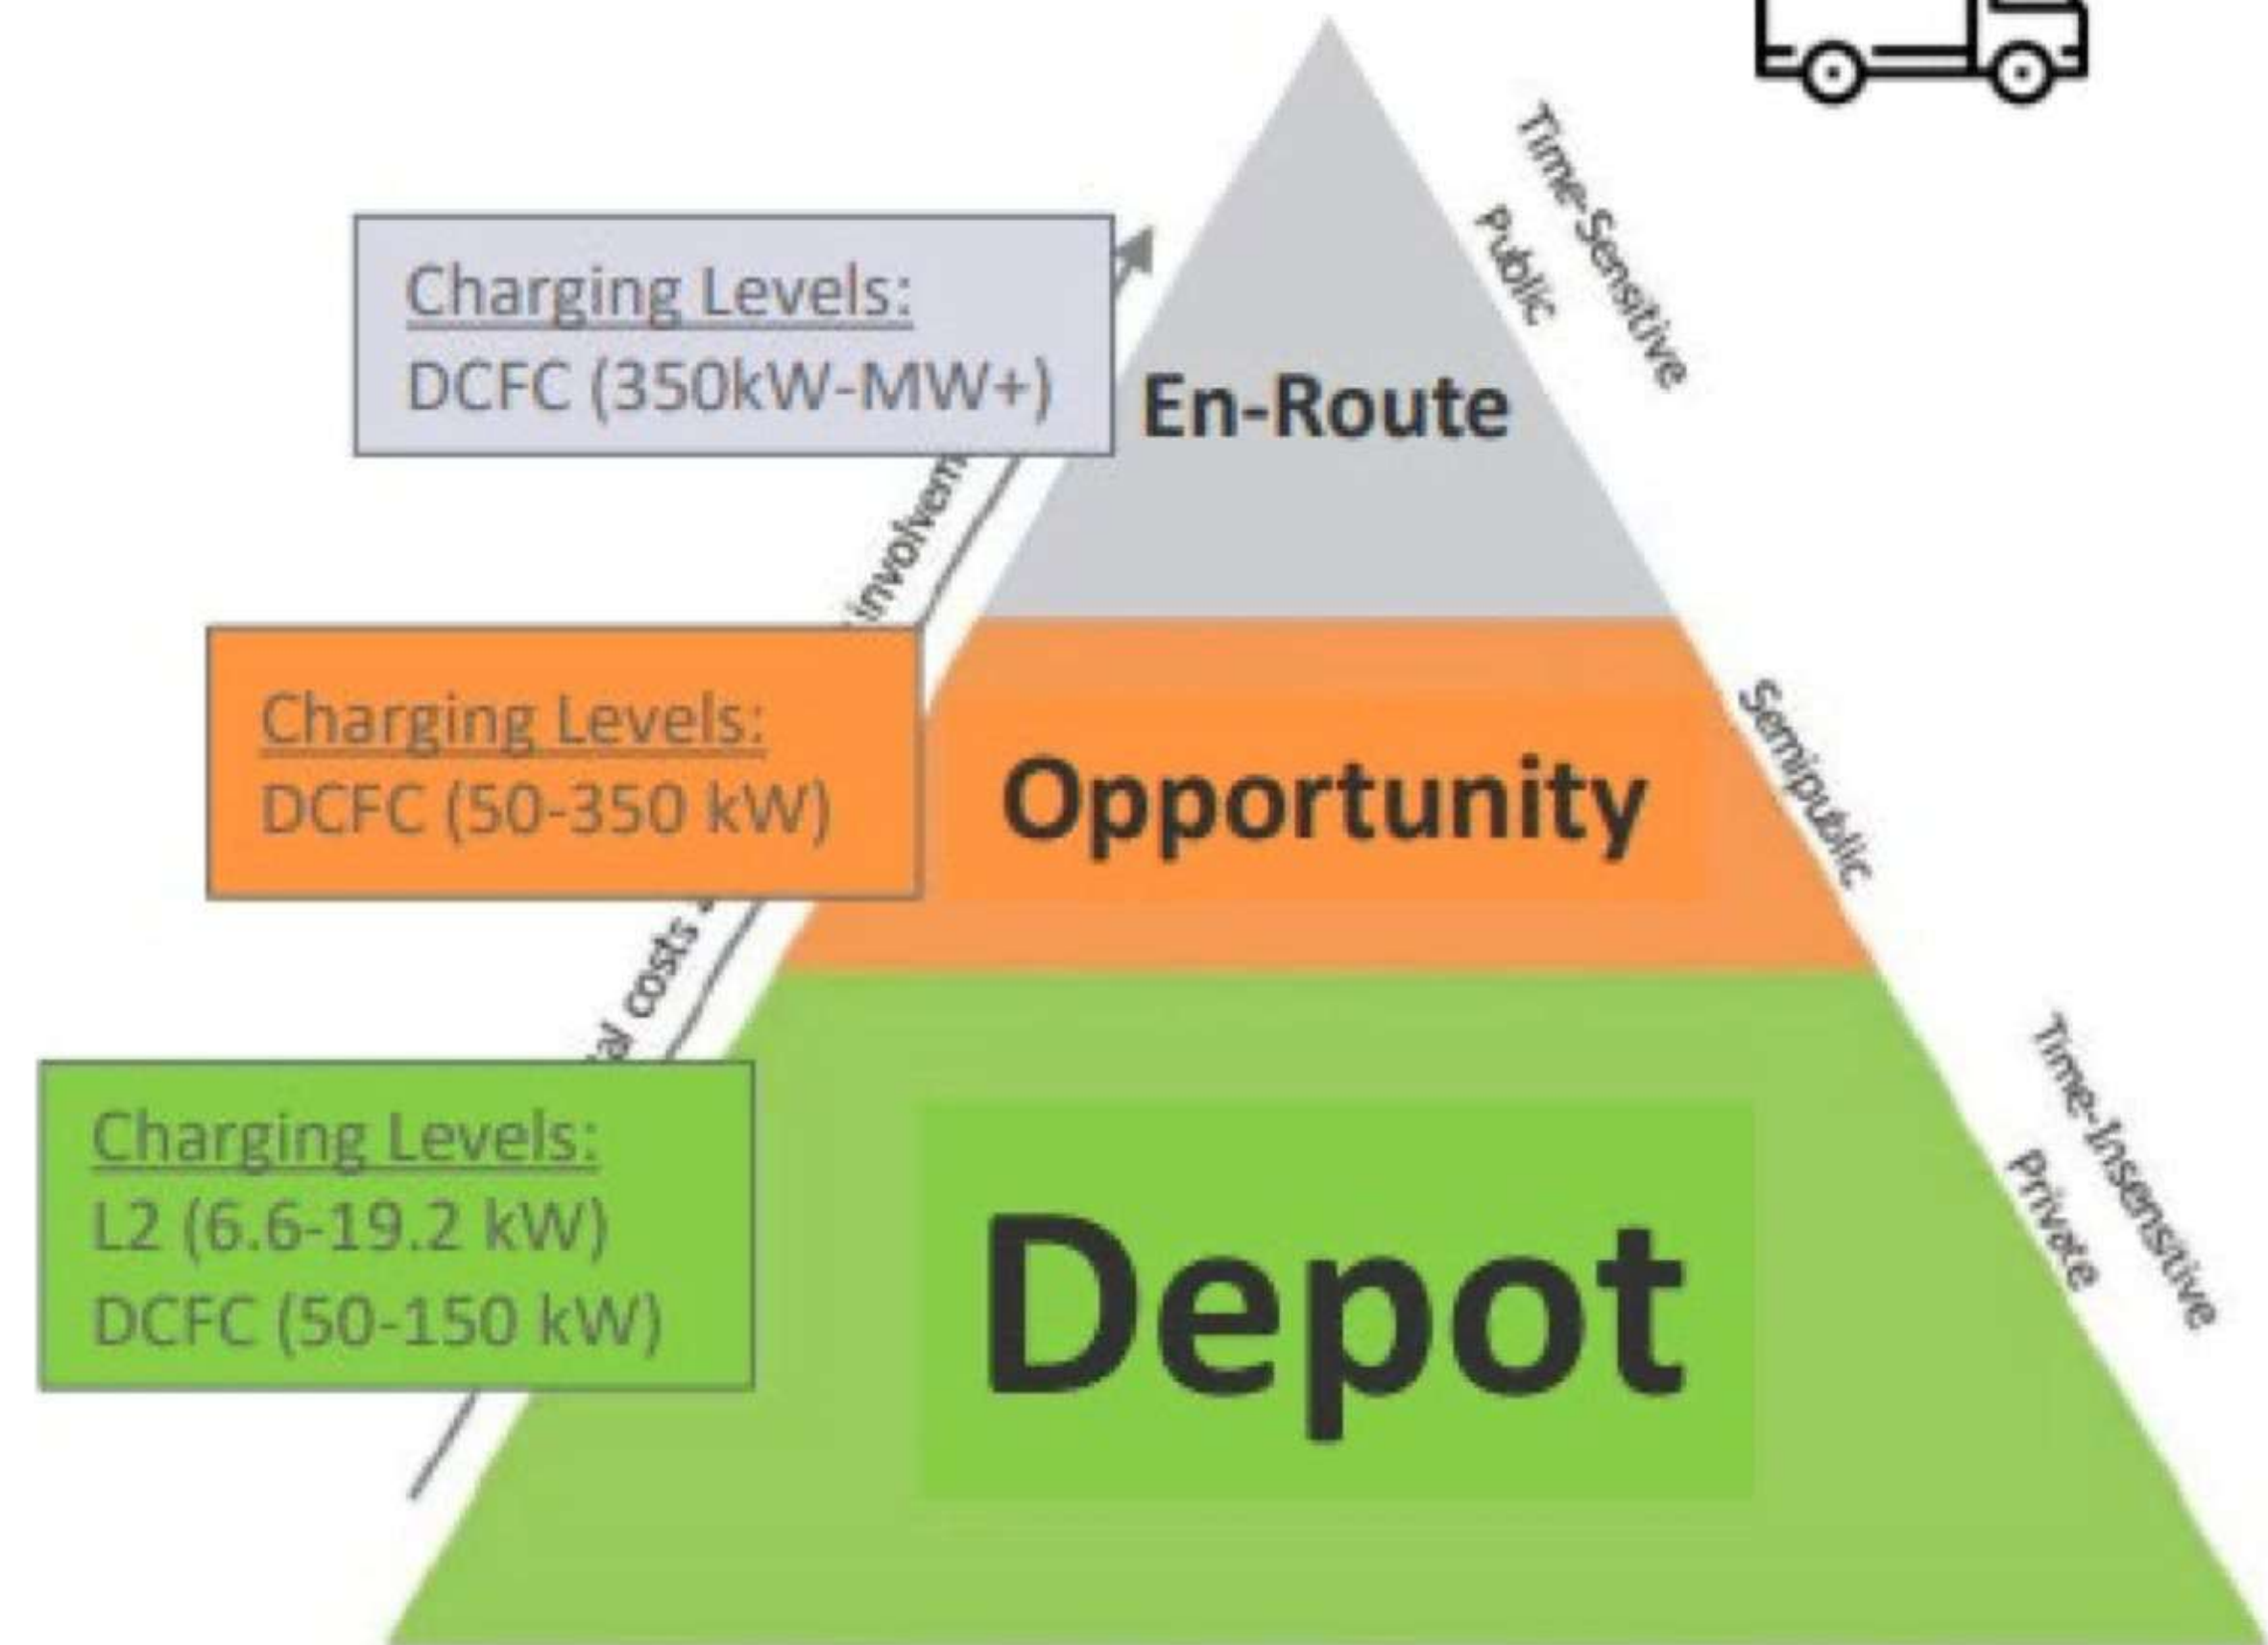 Time-Sensitive
Public
Charging Levels:
DCFC (350kW-MW+)
En-Route
Charging Levels:
DCFC (50-350 kW)
Opportunity
Semipublic
costs
Charging Levels:
L2 (6.6-19.2 kW)
DCFC (50-150 kW)
Depot
Time-Insensitive
Private